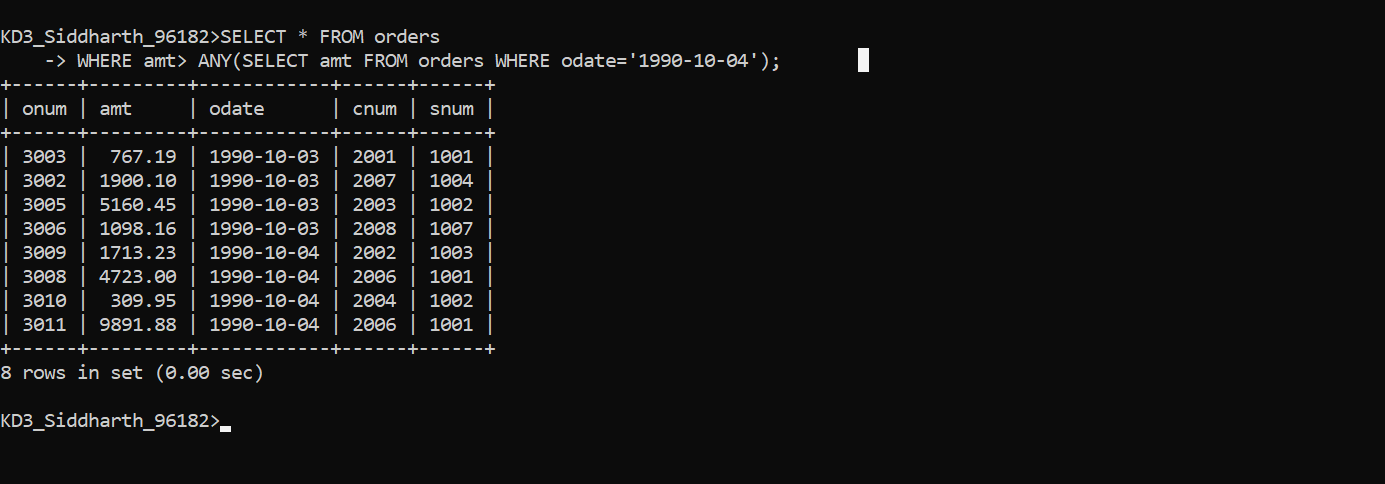 KD3_Siddharth_96182>SELECT * FROM orders
    -> WHERE amt> ANY(SELECT amt FROM orders WHERE odate='1990-10-04');
+------+---------+------------+------+------+
| onum | amt     | odate      | cnum | snum |
+------+---------+------------+------+------+
| 3003 |  767.19 | 1990-10-03 | 2001 | 1001 |
| 3002 | 1900.10 | 1990-10-03 | 2007 | 1004 |
| 3005 | 5160.45 | 1990-10-03 | 2003 | 1002 |
| 3006 | 1098.16 | 1990-10-03 | 2008 | 1007 |
| 3009 | 1713.23 | 1990-10-04 | 2002 | 1003 |
| 3008 | 4723.00 | 1990-10-04 | 2006 | 1001 |
| 3010 |  309.95 | 1990-10-04 | 2004 | 1002 |
| 3011 | 9891.88 | 1990-10-04 | 2006 | 1001 |
+------+---------+------------+------+------+
8 rows in set (0.00 sec)

KD3_Siddharth_96182>